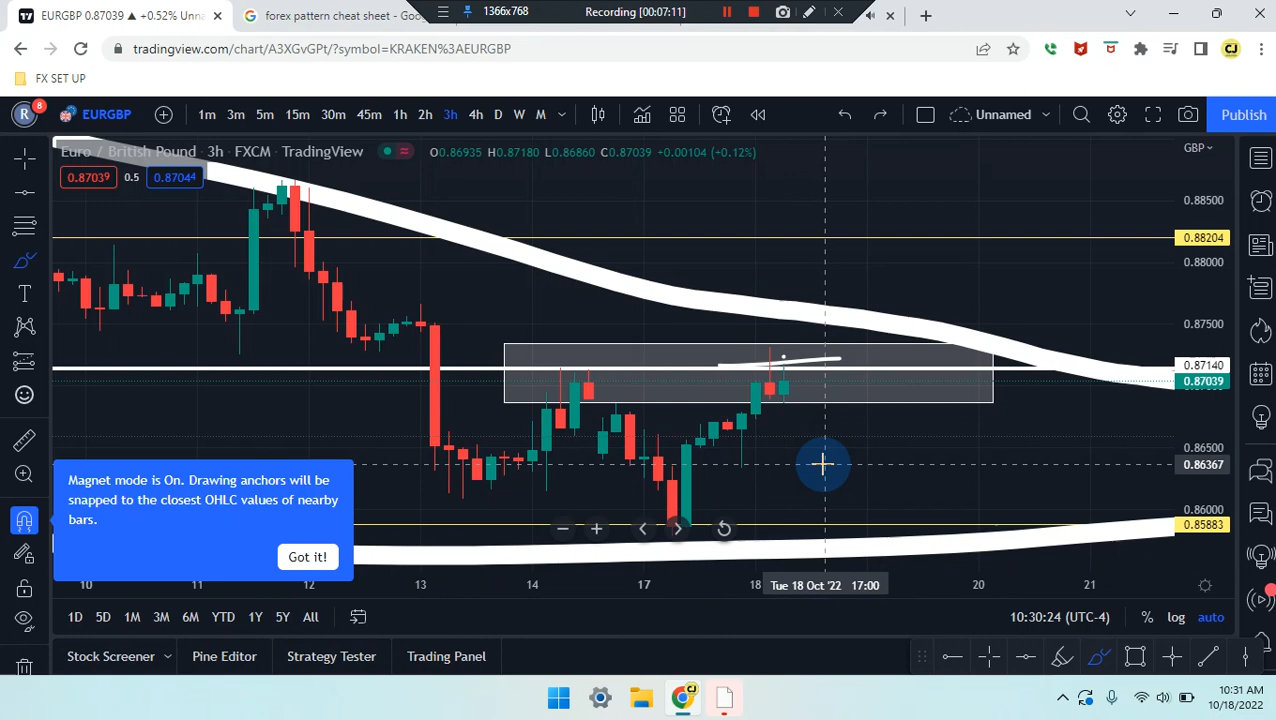 EURGBP 0.87039 ▲ +0.52% Unna
forex pattern cheat sheet - Goo
1366x768
Recording [00:07:11]
tradingview.com/chart/A3XGvGPt/?symbol=KRAKEN%3AEURGBP
CJ
FX SET UP
R 8 EURGBP 1m 3m 5m 15m 30m 45m 1h 2h 3h 4h D W M Unnamed Publish
Euro / British Pound · 3h · FXCM · TradingView O0.86935 H0.87180 L0.86860 C0.87039 +0.00104 (+0.12%) GBP
0.87039 0.5 0.87044
0.88500
0.88204
0.88000
0.87500
0.87140
0.87039
0.86500
0.86367
0.86000
0.85883
Magnet mode is On. Drawing anchors will be
snapped to the closest OHLC values of nearby
bars.
Got it!
10 11 12 13 14 17 18 Tue 18 Oct '22 17:00 20 21
1D 5D 1M 3M 6M YTD 1Y 5Y All 10:30:24 (UTC-4) % log auto
Stock Screener Pine Editor Strategy Tester Trading Panel
CJ
10:31 AM
10/18/2022